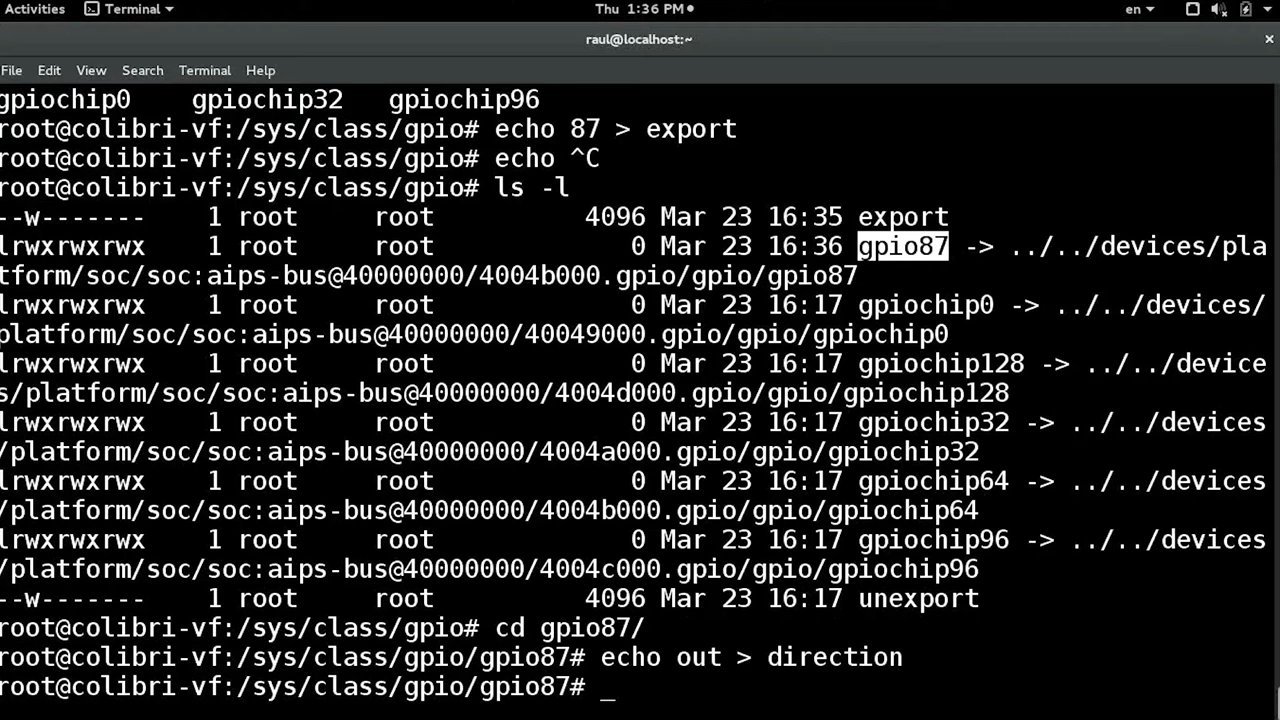 Activities Terminal Thu 1:36 PM en
raul@localhost:~
File Edit View Search Terminal Help
gpiochip0 gpiochip32 gpiochip96
root@colibri-vf:/sys/class/gpio# echo 87 > export
root@colibri-vf:/sys/class/gpio# echo ^C
root@colibri-vf:/sys/class/gpio# ls -l
--w------- 1 root root 4096 Mar 23 16:35 export
lrwxrwxrwx 1 root root 0 Mar 23 16:36 gpio87 -> ../../devices/pla
tform/soc/soc:aips-bus@40000000/4004b000.gpio/gpio/gpio87
lrwxrwxrwx 1 root root 0 Mar 23 16:17 gpiochip0 -> ../../devices/
platform/soc/soc:aips-bus@40000000/40049000.gpio/gpio/gpiochip0
lrwxrwxrwx 1 root root 0 Mar 23 16:17 gpiochip128 -> ../../device
s/platform/soc/soc:aips-bus@40000000/4004d000.gpio/gpio/gpiochip128
lrwxrwxrwx 1 root root 0 Mar 23 16:17 gpiochip32 -> ../../devices
/platform/soc/soc:aips-bus@40000000/4004a000.gpio/gpio/gpiochip32
lrwxrwxrwx 1 root root 0 Mar 23 16:17 gpiochip64 -> ../../devices
/platform/soc/soc:aips-bus@40000000/4004b000.gpio/gpio/gpiochip64
lrwxrwxrwx 1 root root 0 Mar 23 16:17 gpiochip96 -> ../../devices
/platform/soc/soc:aips-bus@40000000/4004c000.gpio/gpio/gpiochip96
--w------- 1 root root 4096 Mar 23 16:17 unexport
root@colibri-vf:/sys/class/gpio# cd gpio87/
root@colibri-vf:/sys/class/gpio/gpio87# echo out > direction
root@colibri-vf:/sys/class/gpio/gpio87# _